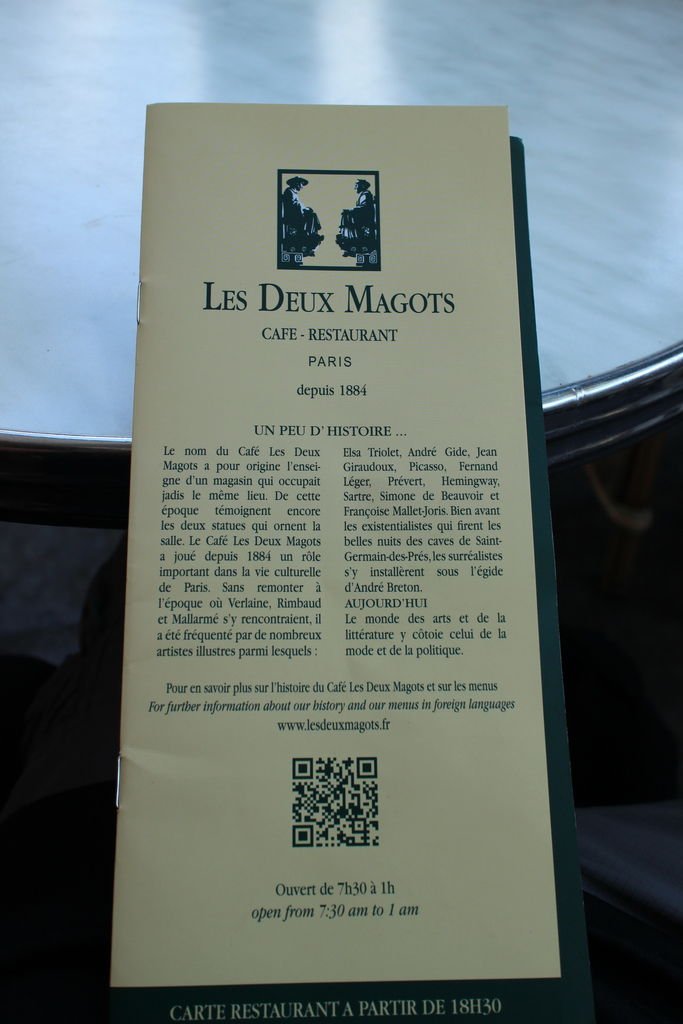 LES DEUX MAGOTS
CAFE - RESTAURANT
PARIS
depuis 1884
UN PEU D'HISTOIRE ...
Le nom du Café Les Deux
Magots a pour origine l'ensei-
gne d'un magasin qui occupait
jadis le même lieu. De cette
époque témoignent encore
les deux statues qui ornent la
salle. Le Café Les Deux Magots
a joué depuis 1884 un rôle
important dans la vie culturelle
de Paris. Sans remonter à
l'époque où Verlaine, Rimbaud
et Mallarmé s'y rencontraient, il
a été fréquenté par de nombreux
artistes illustres parmi lesquels :
Elsa Triolet, André Gide, Jean
Giraudoux, Picasso, Fernand
Léger, Prévert, Hemingway,
Sartre, Simone de Beauvoir et
Françoise Mallet-Joris. Bien avant
les existentialistes qui firent les
belles nuits des caves de Saint-
Germain-des-Prés, les surréalistes
s'y installèrent sous l'égide
d'André Breton.
AUJOURD'HUI
Le monde des arts et de la
littérature y côtoie celui de la
mode et de la politique.
Pour en savoir plus sur l'histoire du Café Les Deux Magots et sur les menus
For further information about our history and our menus in foreign languages
www.lesdeuxmagots.fr
Ouvert de 7h30 à 1h
open from 7:30 am to 1 am
CARTE RESTAURANT A PARTIR DE 18H30